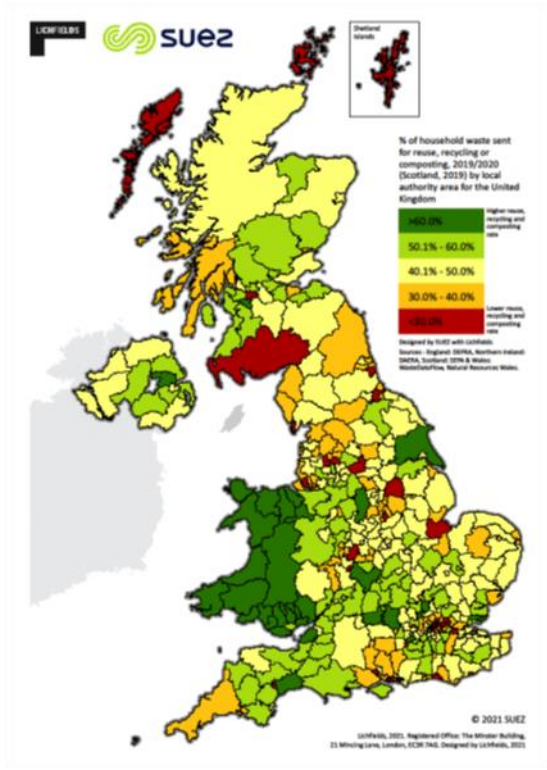 LICHFIELDS
suez
Shetland
Islands
% of household waste sent
for reuse, recycling or
composting, 2019/2020
(Scotland, 2019) by local
authority area for the United
Kingdom
>60.0%
Higher reuse,
recycling and
composting
rate
50.1% - 60.0%
40.1% - 50.0%
30.0% - 40.0%
<30.0%
Lower reuse,
recycling and
composting
rate
Designed by SUEZ with Lichfields
Sources - England: DEFRA, Northern Ireland:
DAERA, Scotland: SEPA & Wales:
WasteDataFlow, Natural Resources Wales.
© 2021 SUEZ
Lichfields, 2021. Registered Office: The Minster Building,
21 Mincing Lane, London, EC3R 7AG. Designed by Lichfields, 2021